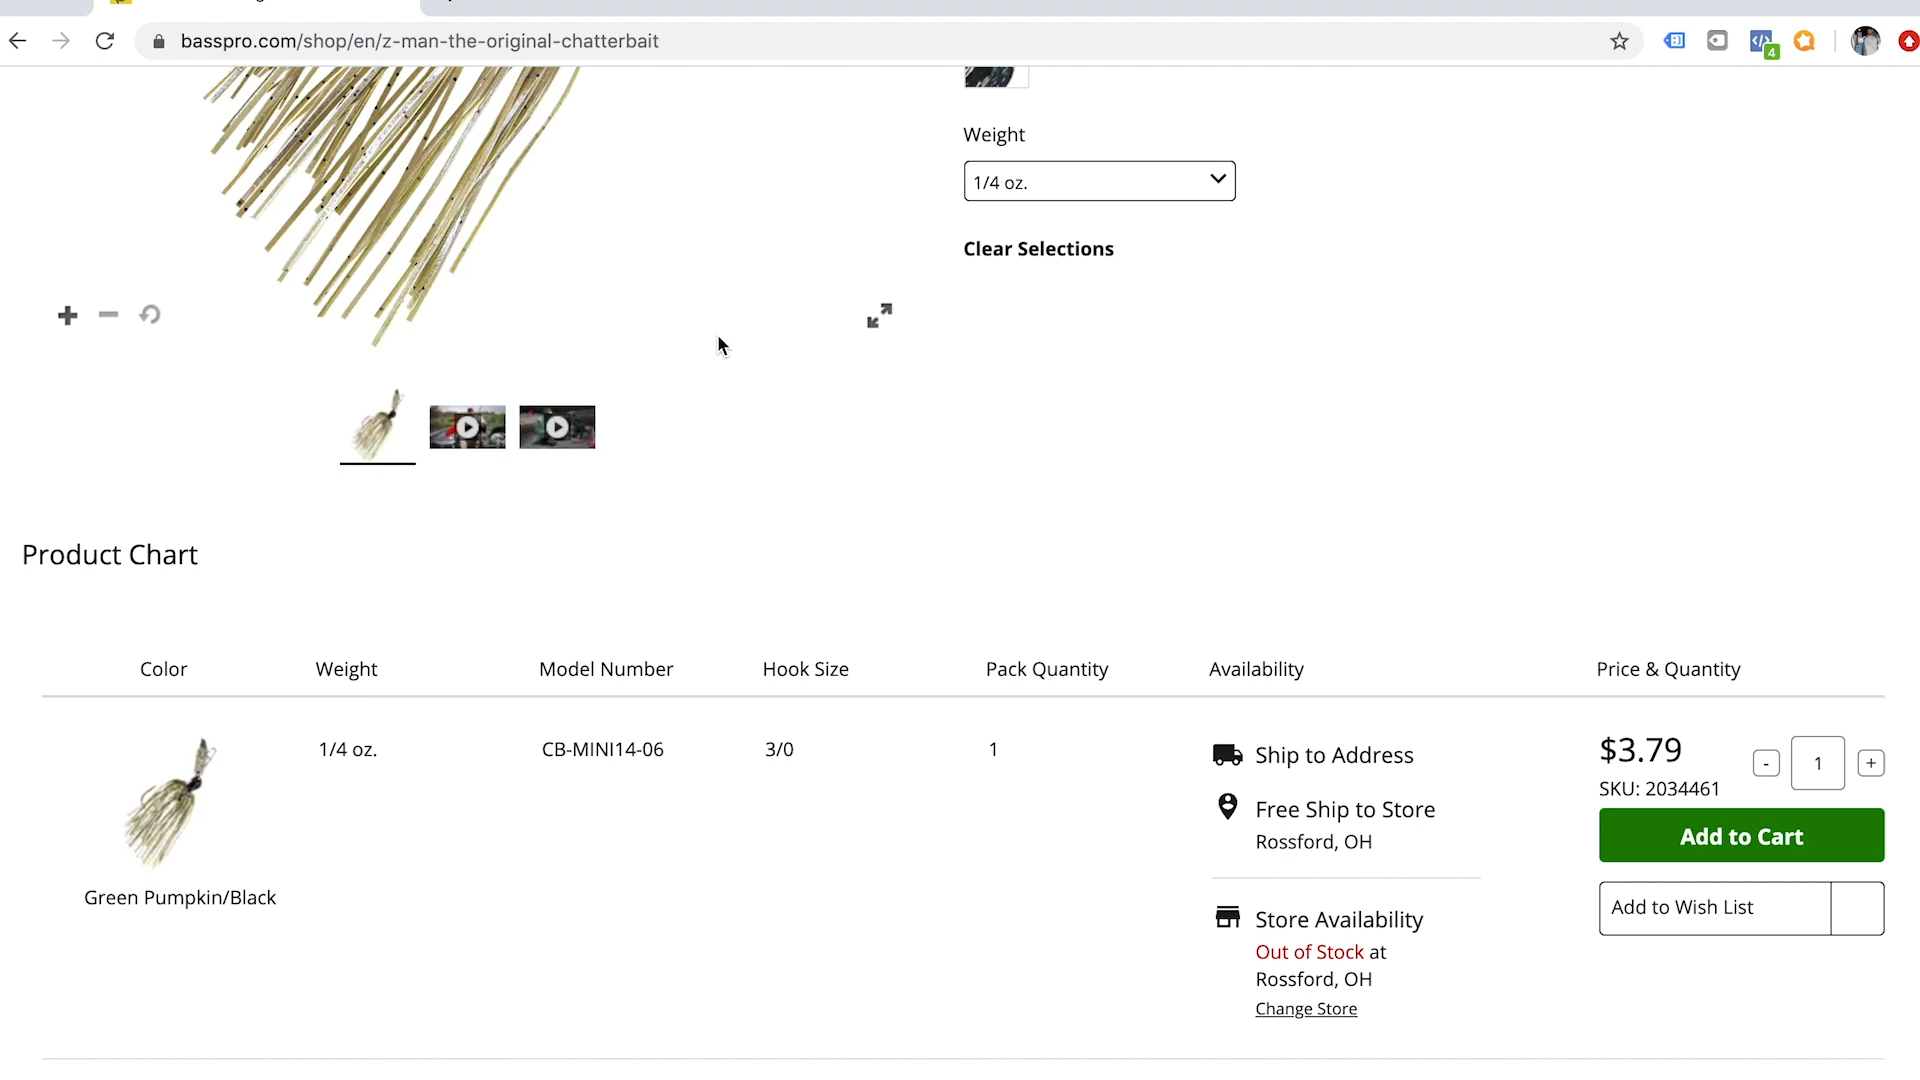 basspro.com/shop/en/z-man-the-original-chatterbait
4
Weight
1/4 oz.
Clear Selections
Product Chart
Color Weight Model Number Hook Size Pack Quantity Availability Price & Quantity
1/4 oz. CB-MINI14-06 3/0 1
Ship to Address
$3.79
- 1 +
SKU: 2034461
Free Ship to Store
Rossford, OH
Add to Cart
Green Pumpkin/Black
Add to Wish List
Store Availability
Out of Stock at
Rossford, OH
Change Store